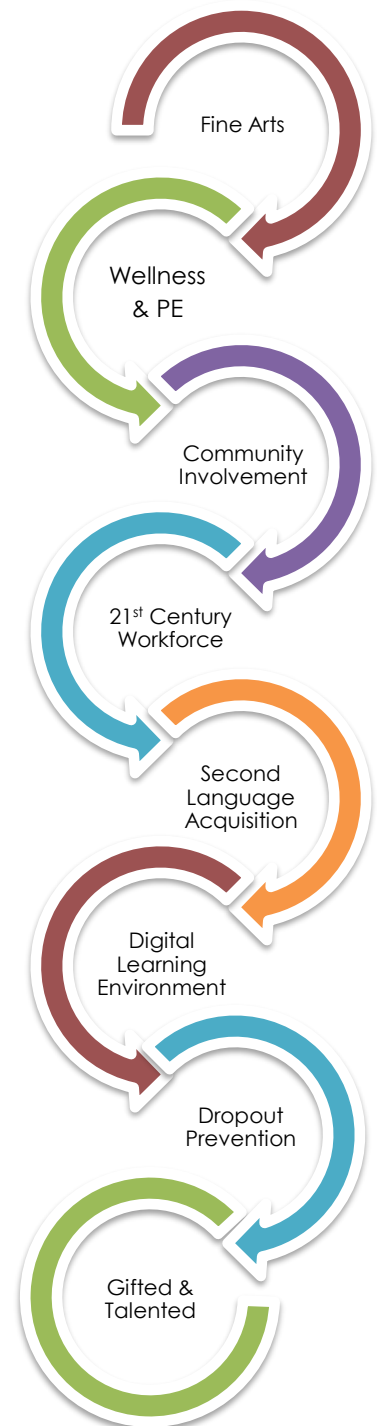 Fine Arts
Wellness
& PE
Community
Involvement
21st Century
Workforce
Second
Language
Acquisition
Digital
Learning
Environment
Dropout
Prevention
Gifted &
Talented